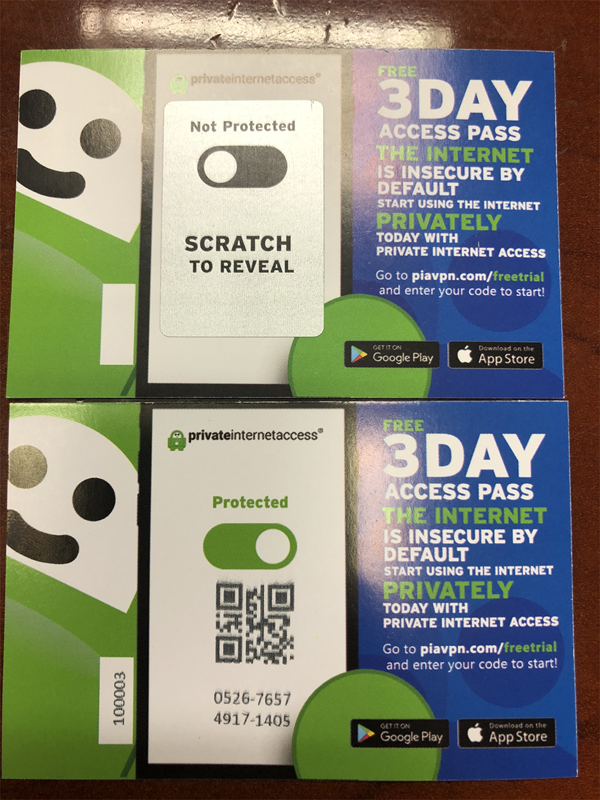 privateinternetaccess®
Not Protected
SCRATCH
TO REVEAL
FREE
3 DAY
ACCESS PASS
THE INTERNET
IS INSECURE BY
DEFAULT
START USING THE INTERNET
PRIVATELY
TODAY WITH
PRIVATE INTERNET ACCESS
Go to piavpn.com/freetrial
and enter your code to start!
GET IT ON
Google Play
Download on the
App Store
privateinternetaccess®
Protected
0526-7657
4917-1405
100003
FREE
3 DAY
ACCESS PASS
THE INTERNET
IS INSECURE BY
DEFAULT
START USING THE INTERNET
PRIVATELY
TODAY WITH
PRIVATE INTERNET ACCESS
Go to piavpn.com/freetrial
and enter your code to start!
GET IT ON
Google Play
Download on the
App Store